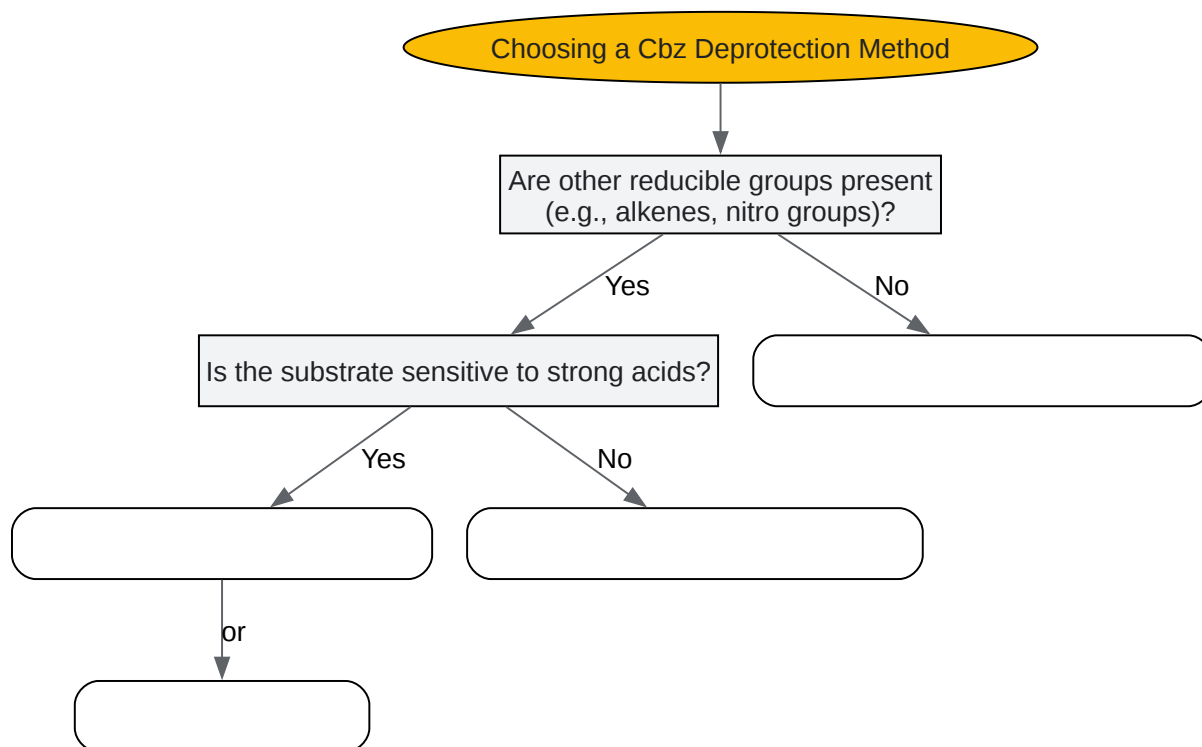 Choosing a Cbz Deprotection Method
Are other reducible groups present
(e.g., alkenes, nitro groups)?
Yes
No
Is the substrate sensitive to strong acids?
Yes
No
or